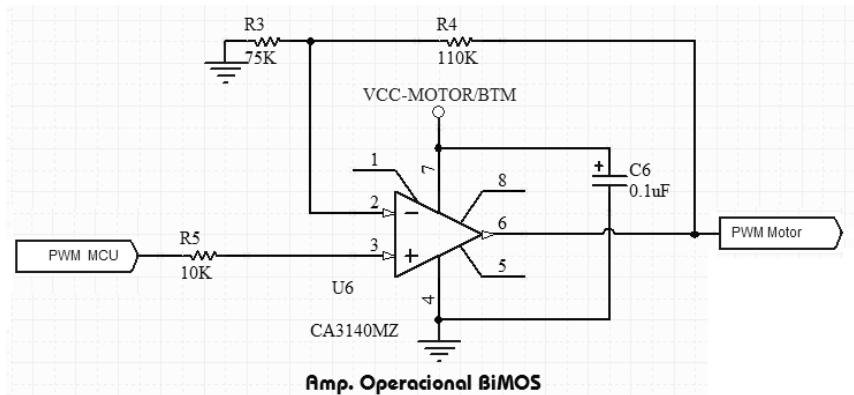 R3
75K
R4
110K
VCC-MOTOR/BTM
1
7
8
C6
0.1uF
+
2
−
6
PWM Motor
PWM MCU
R5
10K
3
+
5
U6
4
CA3140MZ
Amp. Operacional BiMOS